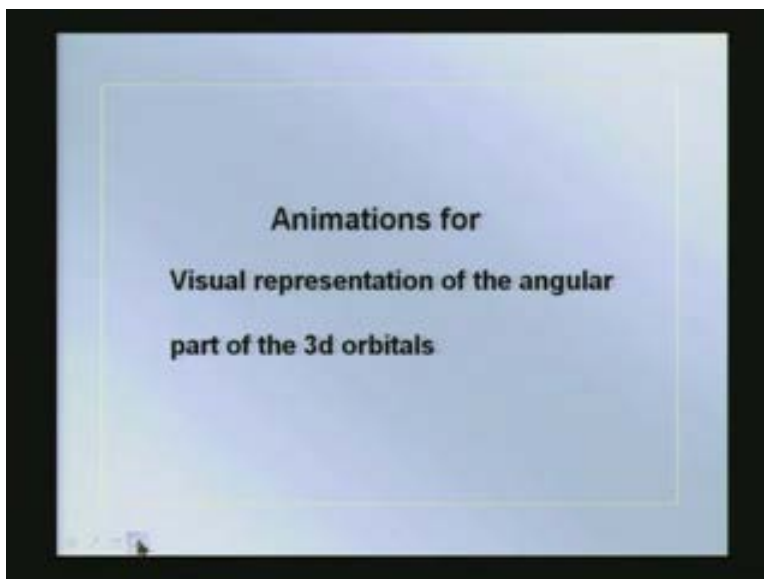 Animations for
Visual representation of the angular
part of the 3d orbitals